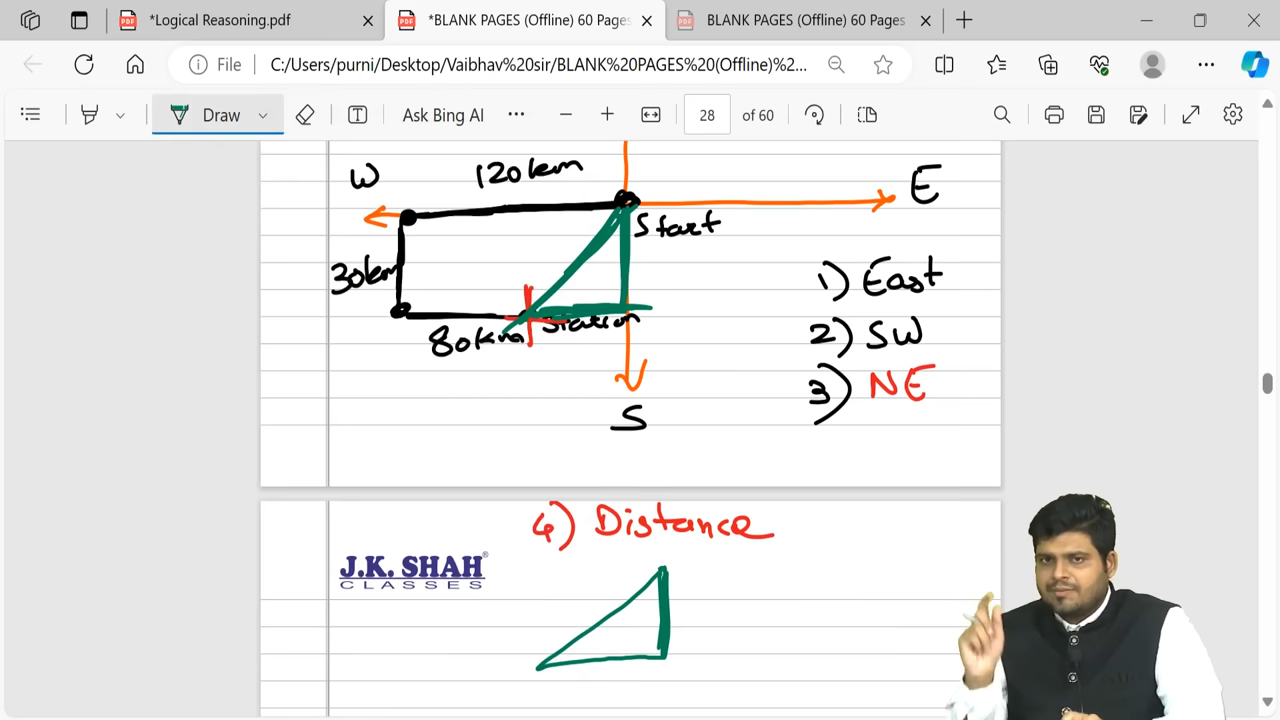 *Logical Reasoning.pdf
*BLANK PAGES (Offline) 60 Pages
BLANK PAGES (Offline) 60 Pages
File
C:/Users/purni/Desktop/Vaibhav%20sir/BLANK%20PAGES%20(Offline)%2...
Draw
Ask Bing AI
28 of 60
W
120km
E
Start
30km
1) East
Station
80km
2) SW
3) NE
S
4) Distance
J.K. SHAH®
CLASSES